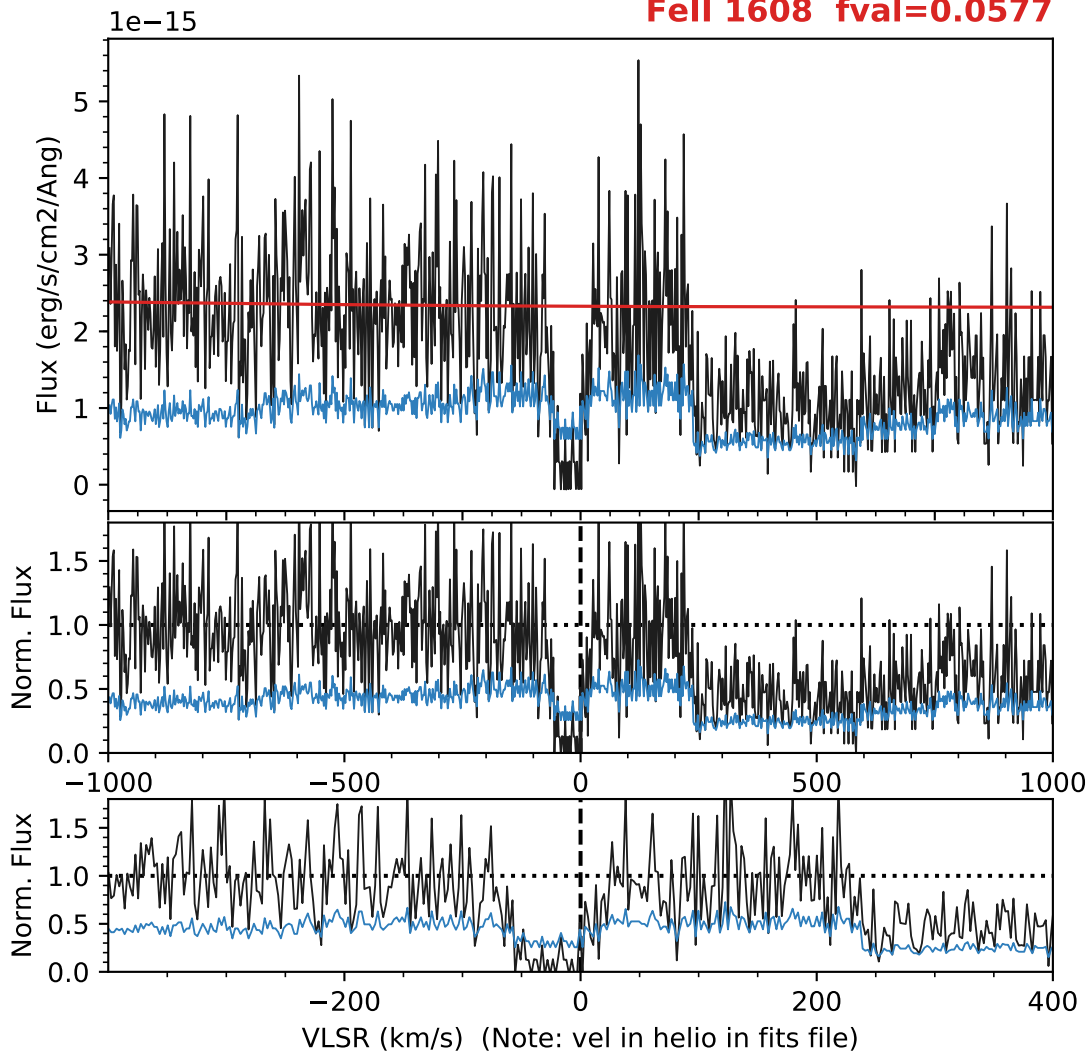 FeII 1608 fval=0.0577
1e−15
5
4
3
2
1
0
Flux (erg/s/cm2/Ang)
1.5
1.0
0.5
0.0
Norm. Flux
−1000 −500 0 500 1000
1.5
1.0
0.5
0.0
Norm. Flux
−200 0 200 400
VLSR (km/s) (Note: vel in helio in fits file)